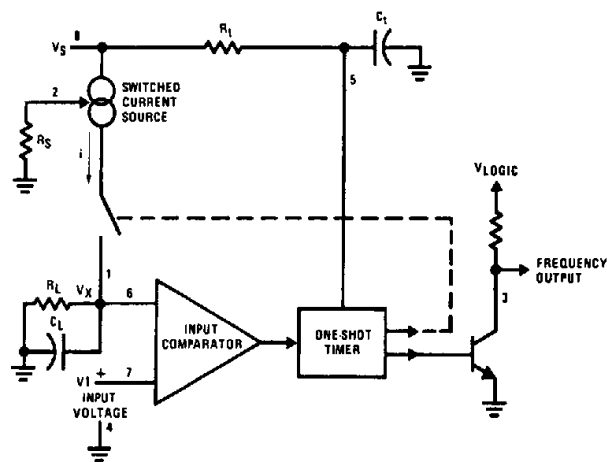 VS 8
Rt
Ct
5
2
SWITCHED
CURRENT
SOURCE
RS
i
VLOGIC
FREQUENCY
OUTPUT
3
1
RL
VX
6
CL
INPUT
COMPARATOR
ONE-SHOT
TIMER
V1 +
7
INPUT
VOLTAGE
4